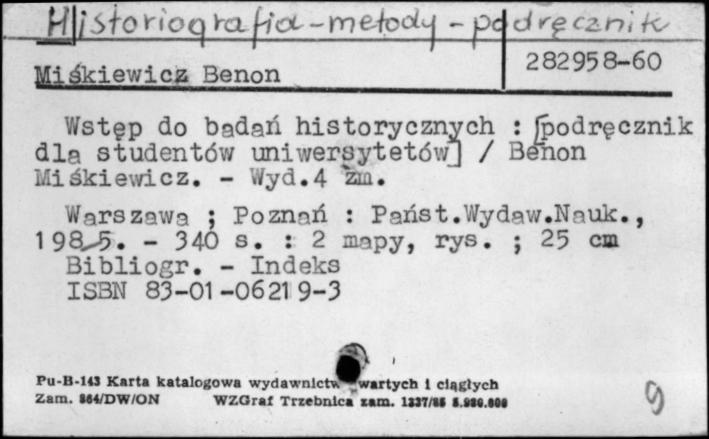 Historiografia - metody - podręcznik
Miśkiewicz Benon
282958-60
Wstęp do badań historycznych : [podręcznik
dla studentów uniwersytetów] / Benon
Miśkiewicz. - Wyd.4 zm.
Warszawa ; Poznań : Państ.Wydaw.Nauk.,
1985. - 340 s. : 2 mapy, rys. ; 25 cm
Bibliogr. - Indeks
ISBN 83-01-06219-3
Pu-B-143 Karta katalogowa wydawnictw zwartych i ciągłych
Zam. 864/DW/ON WZGraf Trzebnica zam. 1337/85
9